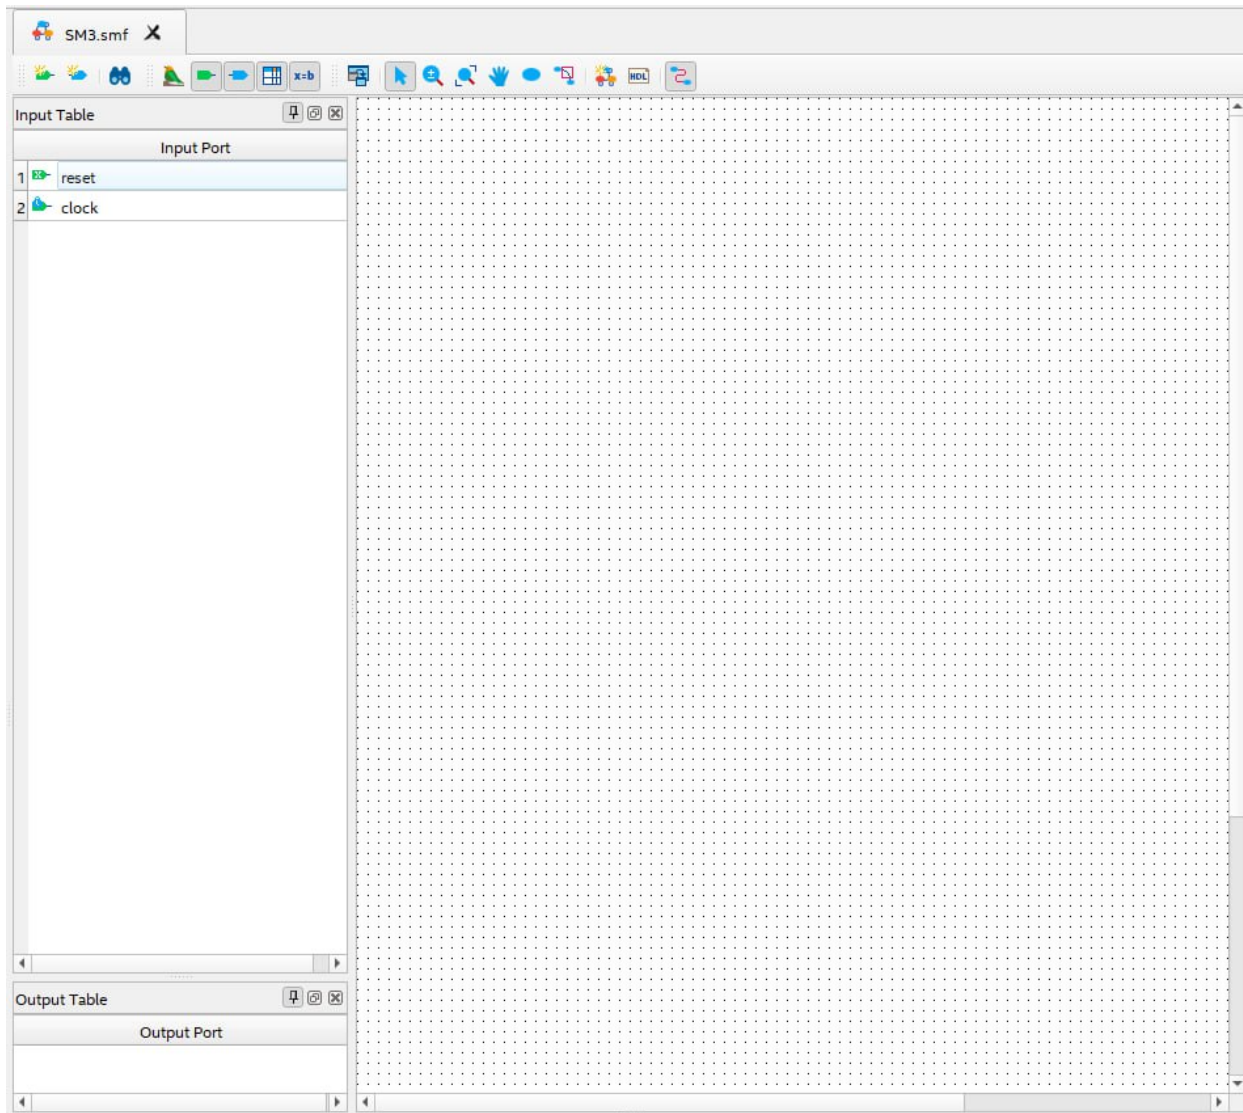 SM3.smf
x=b
HDL
Input Table
Input Port
1 reset
2 clock
Output Table
Output Port